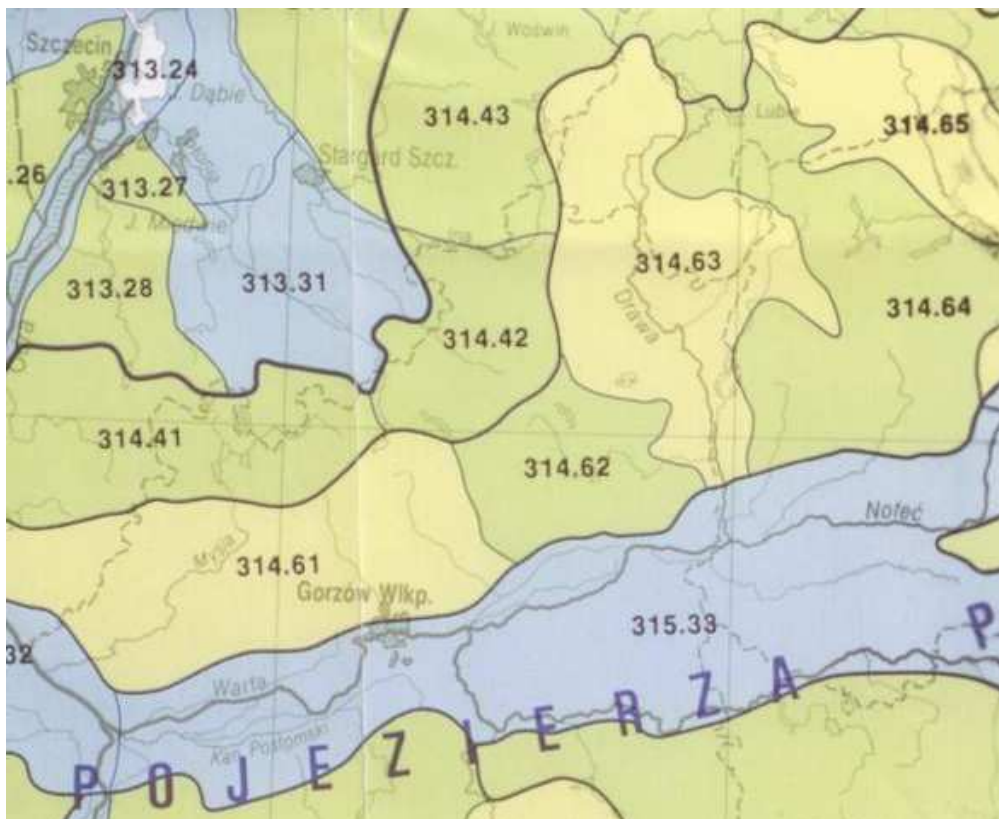 J. Woświn
Szczecin
313.24
J. Dąbie
314.43
Lubie
314.65
Stargard Szcz.
.26
313.27
J. Miedwie
313.28
313.31
314.63
Drawa
314.64
314.42
314.41
314.62
Noteć
Myśla
314.61
Gorzów Wlkp.
32
315.33
Warta
Kan. Postomski
POJEZIERZA P